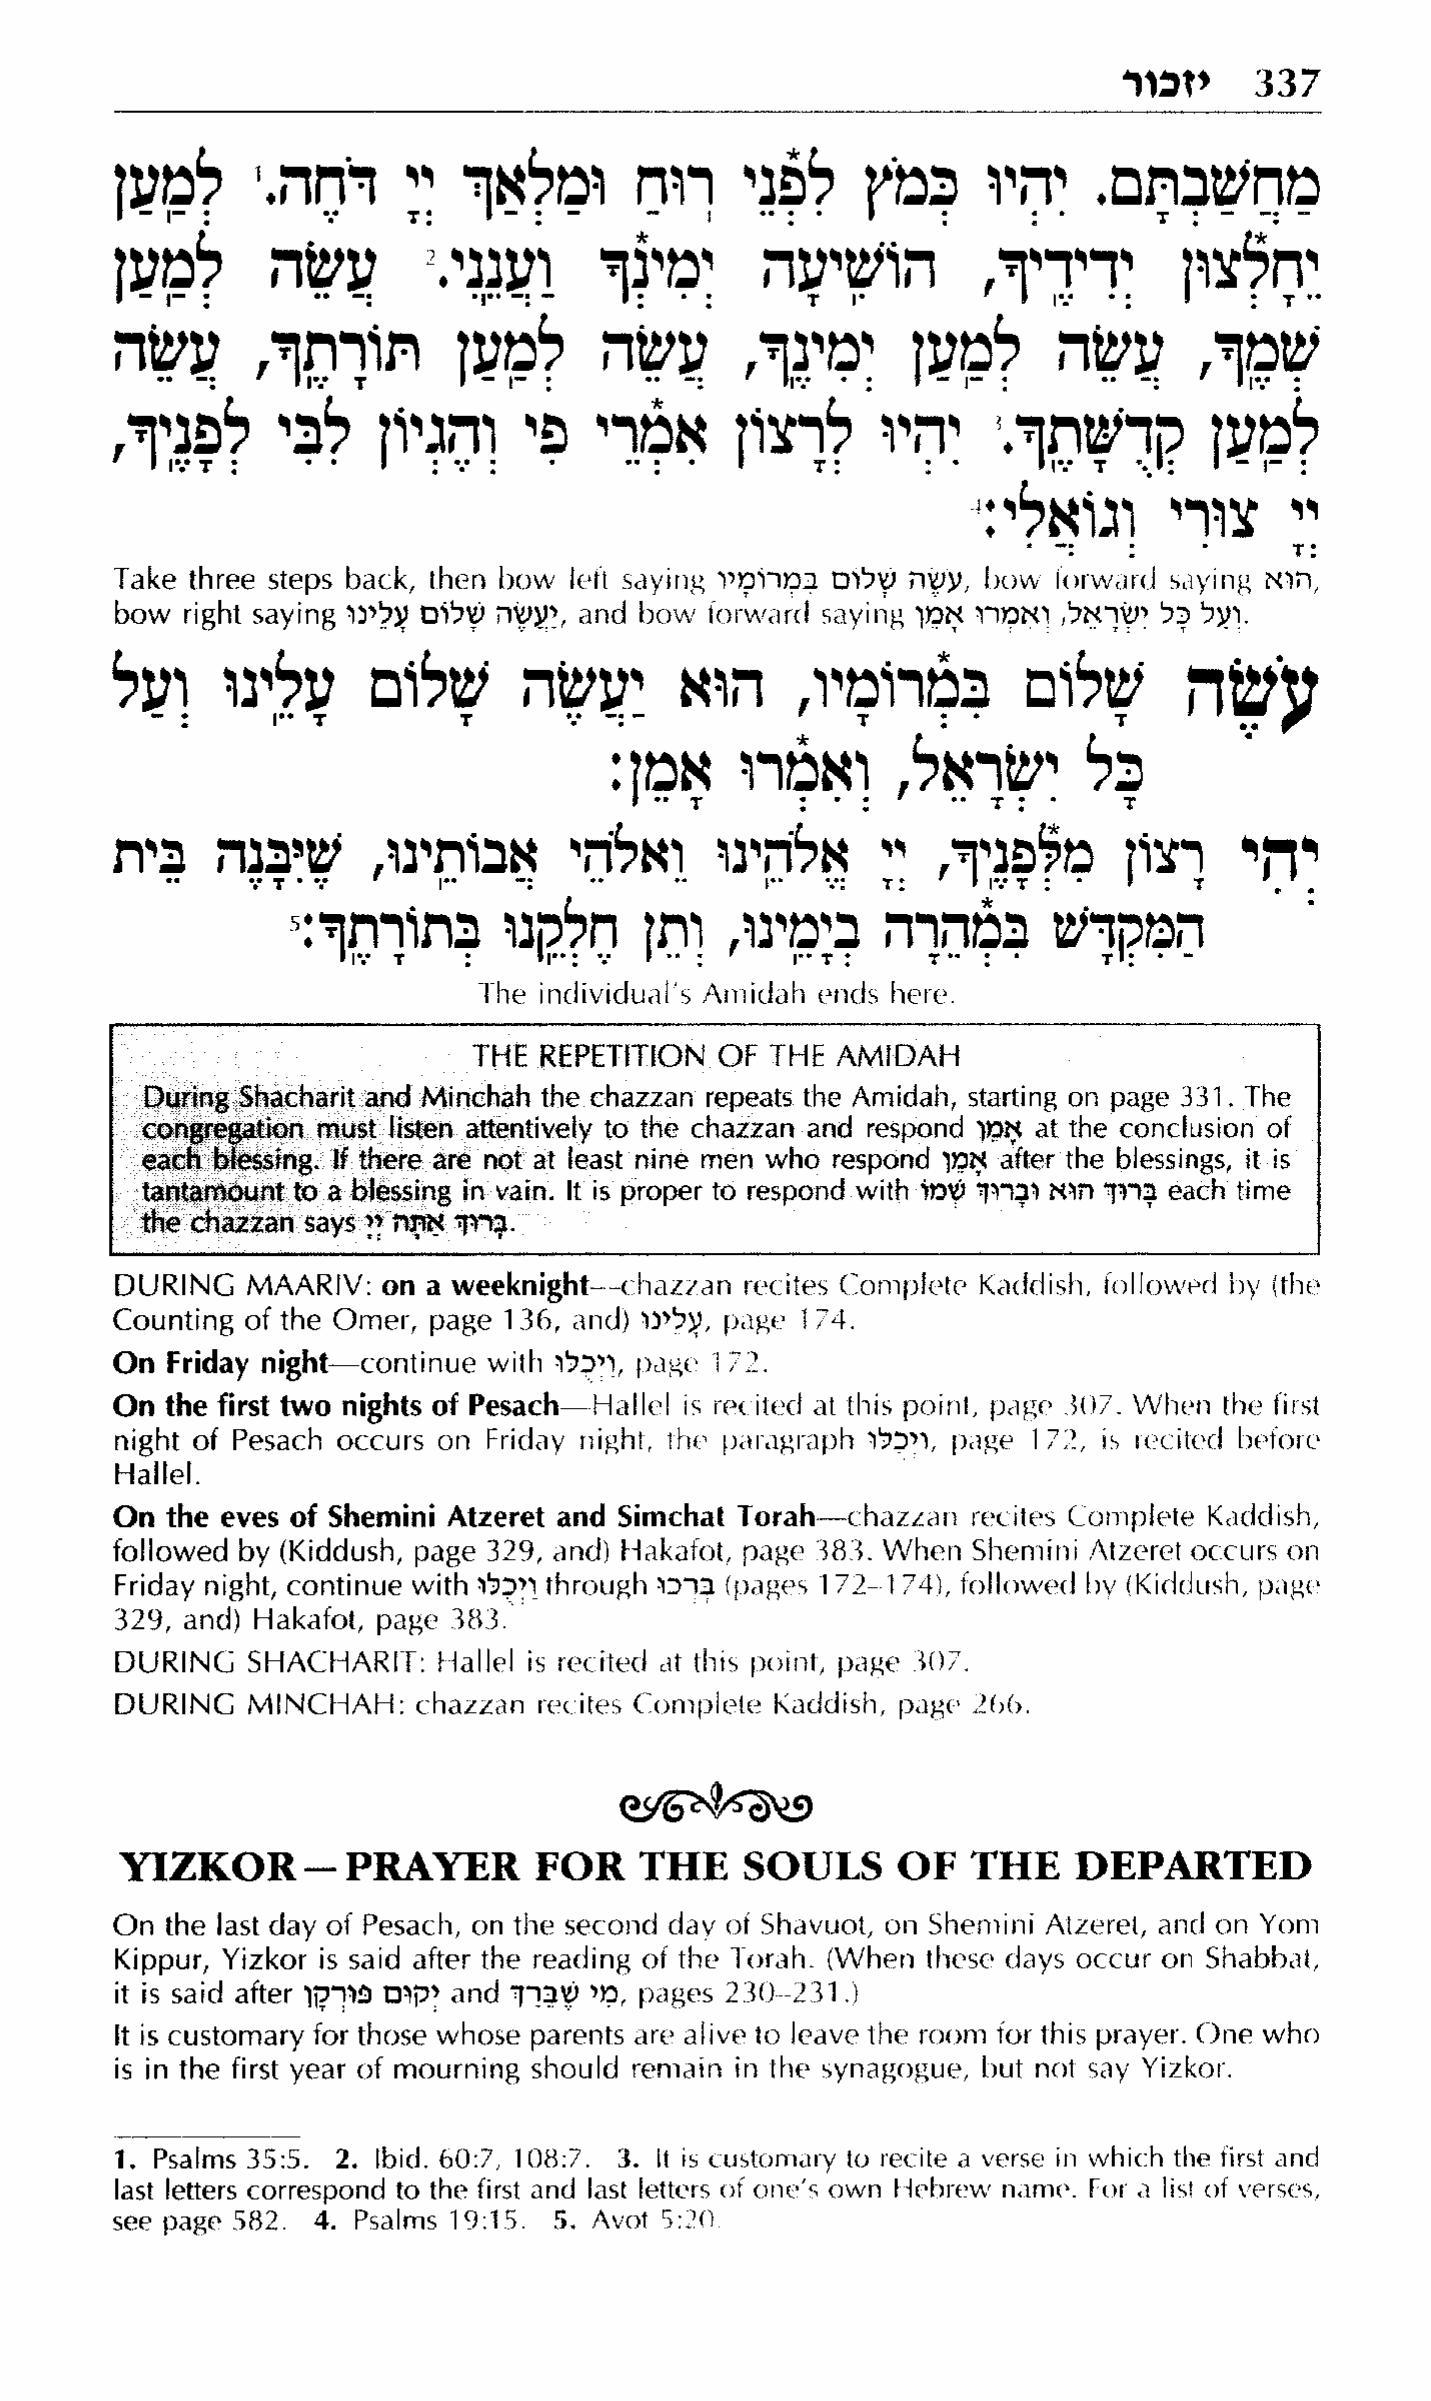 337 יזכור
מַחֲשַׁבְתָּם. יִהְיוּ כְּמֹץ לִפְֿנֵי רֽוּחַ וּמַלְאַךְ יְיָ דֹּחֶה.¹ לְמַֽעַן
יֵחָלְֿצוּן יְדִידֶֽיךָ, הוֹשִֽׁיעָה יְמִינְֿךָ וַעֲנֵֽנִי.² עֲשֵׂה לְמַֽעַן
שְׁמֶֽךָ, עֲשֵׂה לְמַֽעַן יְמִינֶֽךָ, עֲשֵׂה לְמַֽעַן תּוֹרָתֶֽךָ, עֲשֵׂה
לְמַֽעַן קְדֻשָּׁתֶֽךָ.³ יִהְיוּ לְרָצוֹן אִמְֿרֵי פִי וְהֶגְיוֹן לִבִּי לְפָנֶֽיךָ,
יְיָ צוּרִי וְגוֹאֲלִי:⁴
Take three steps back, then bow left saying עֹשֶׂה שָׁלוֹם בִּמְרוֹמָיו, bow forward saying הוּא,
bow right saying יַעֲשֶׂה שָׁלוֹם עָלֵינוּ, and bow forward saying וְעַל כָּל יִשְׂרָאֵל, וְאִמְרוּ אָמֵן.
עֹשֶׂה שָׁלוֹם בִּמְֿרוֹמָיו, הוּא יַעֲשֶׂה שָׁלוֹם עָלֵֽינוּ וְעַל
כָּל יִשְׂרָאֵל, וְאִמְֿרוּ אָמֵן:
יְהִי רָצוֹן מִלְּֿפָנֶֽיךָ, יְיָ אֱלֹהֵֽינוּ וֵאלֹהֵי אֲבוֹתֵֽינוּ, שֶׁיִּבָּנֶה בֵּית
הַמִּקְדָּשׁ בִּמְֿהֵרָה בְיָמֵֽינוּ, וְתֵן חֶלְקֵֽנוּ בְּתוֹרָתֶֽךָ:⁵
The individual's Amidah ends here.
THE REPETITION OF THE AMIDAH
During Shacharit and Minchah the chazzan repeats the Amidah, starting on page 331. The
congregation must listen attentively to the chazzan and respond אָמֵן at the conclusion of
each blessing. If there are not at least nine men who respond אָמֵן after the blessings, it is
tantamount to a blessing in vain. It is proper to respond with בָּרוּךְ הוּא וּבָרוּךְ שְׁמוֹ each time
the chazzan says בָּרוּךְ אַתָּה יְיָ.
DURING MAARIV: on a weeknight—chazzan recites Complete Kaddish, followed by (the
Counting of the Omer, page 136, and) עָלֵינוּ, page 174.
On Friday night—continue with וַיְכֻלּוּ, page 172.
On the first two nights of Pesach—Hallel is recited at this point, page 307. When the first
night of Pesach occurs on Friday night, the paragraph וַיְכֻלּוּ, page 172, is recited before
Hallel.
On the eves of Shemini Atzeret and Simchat Torah—chazzan recites Complete Kaddish,
followed by (Kiddush, page 329, and) Hakafot, page 383. When Shemini Atzeret occurs on
Friday night, continue with וַיְכֻלּוּ through בָּרְכוּ (pages 172–174), followed by (Kiddush, page
329, and) Hakafot, page 383.
DURING SHACHARIT: Hallel is recited at this point, page 307.
DURING MINCHAH: chazzan recites Complete Kaddish, page 266.
YIZKOR—PRAYER FOR THE SOULS OF THE DEPARTED
On the last day of Pesach, on the second day of Shavuot, on Shemini Atzeret, and on Yom
Kippur, Yizkor is said after the reading of the Torah. (When these days occur on Shabbat,
it is said after יְקוּם פּוּרְקָן and מִי שֶׁבֵּרַךְ, pages 230–231.)
It is customary for those whose parents are alive to leave the room for this prayer. One who
is in the first year of mourning should remain in the synagogue, but not say Yizkor.
1. Psalms 35:5. 2. Ibid. 60:7, 108:7. 3. It is customary to recite a verse in which the first and
last letters correspond to the first and last letters of one's own Hebrew name. For a list of verses,
see page 582. 4. Psalms 19:15. 5. Avot 5:20.